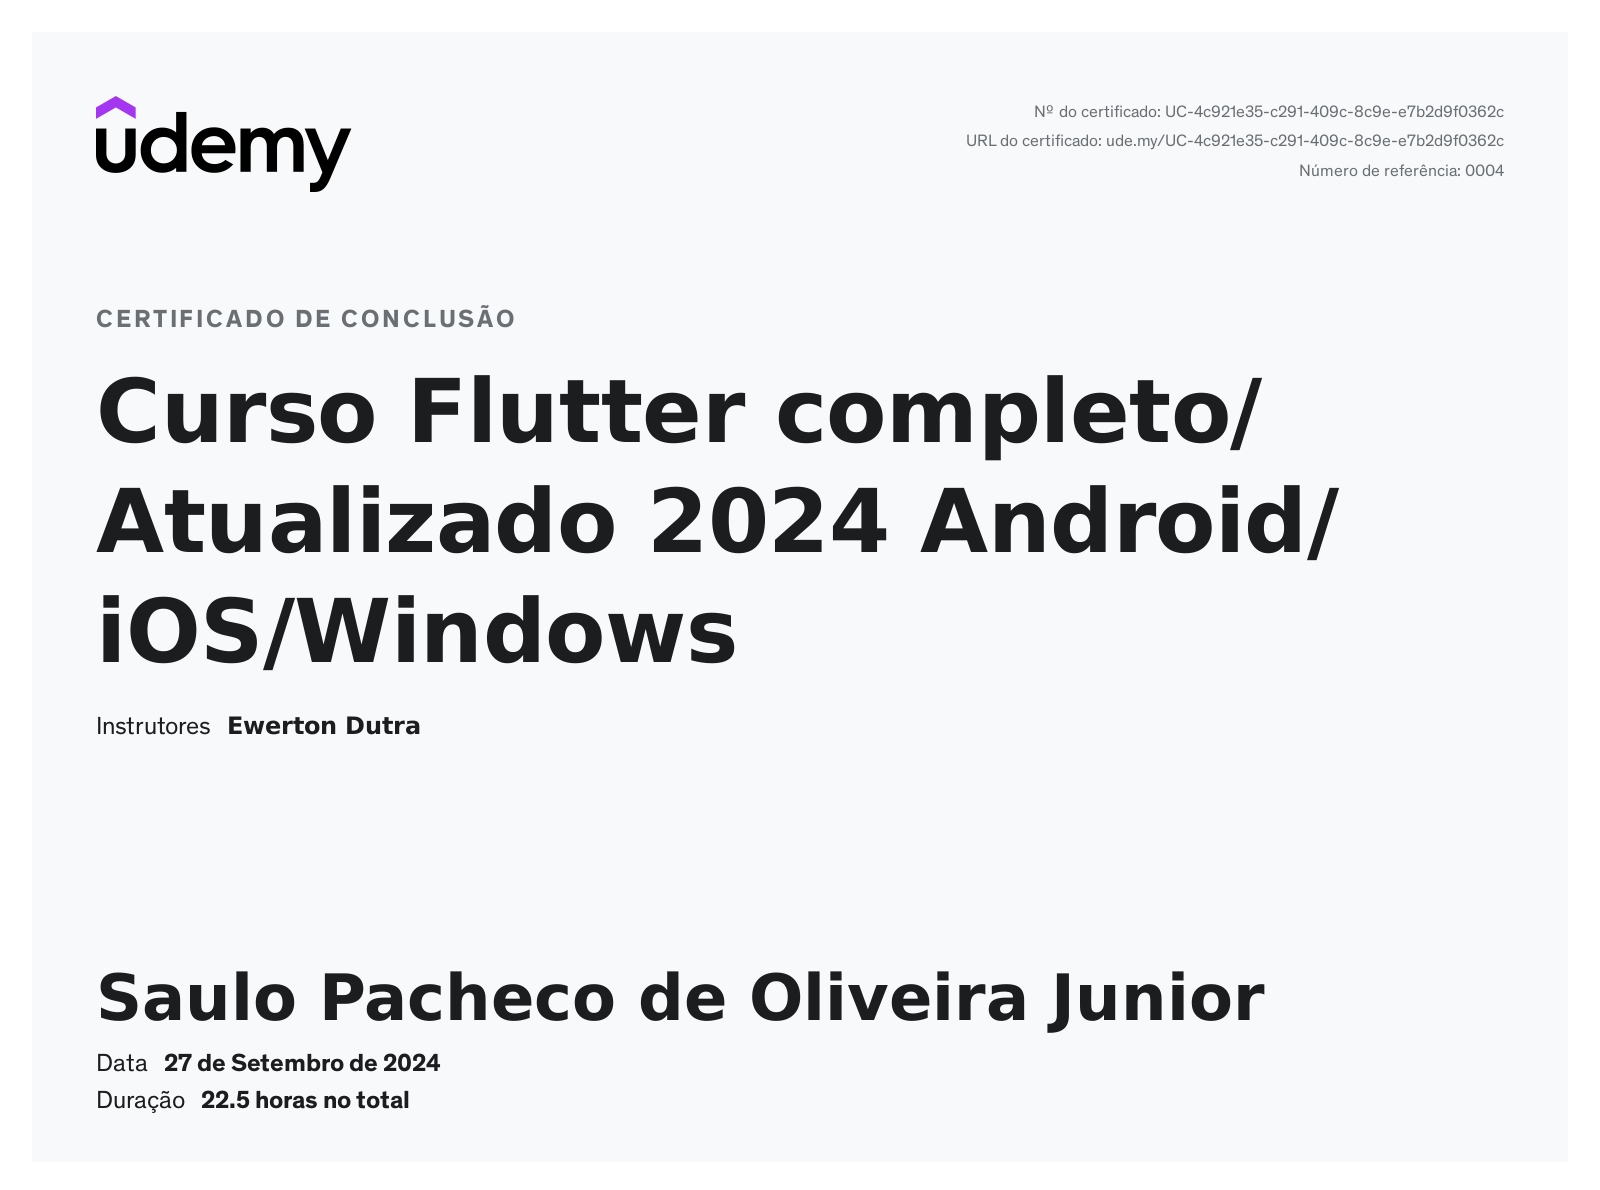 udemy
Nº do certificado: UC-4c921e35-c291-409c-8c9e-e7b2d9f0362c
URL do certificado: ude.my/UC-4c921e35-c291-409c-8c9e-e7b2d9f0362c
Número de referência: 0004
CERTIFICADO DE CONCLUSÃO
Curso Flutter completo/
Atualizado 2024 Android/
iOS/Windows
Instrutores Ewerton Dutra
Saulo Pacheco de Oliveira Junior
Data 27 de Setembro de 2024
Duração 22.5 horas no total